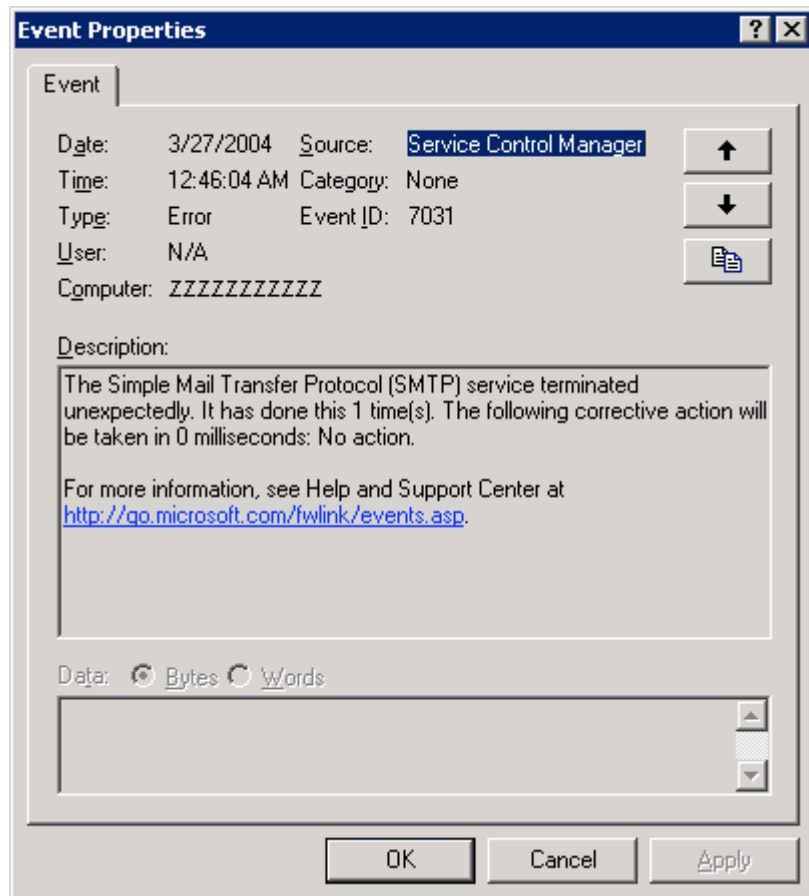 Event Properties
Event
Date: 3/27/2004 Source: Service Control Manager
Time: 12:46:04 AM Category: None
Type: Error Event ID: 7031
User: N/A
Computer: ZZZZZZZZZZZ
Description:
The Simple Mail Transfer Protocol (SMTP) service terminated
unexpectedly. It has done this 1 time(s). The following corrective action will
be taken in 0 milliseconds: No action.
For more information, see Help and Support Center at
http://go.microsoft.com/fwlink/events.asp.
Data: Bytes Words
OK Cancel Apply